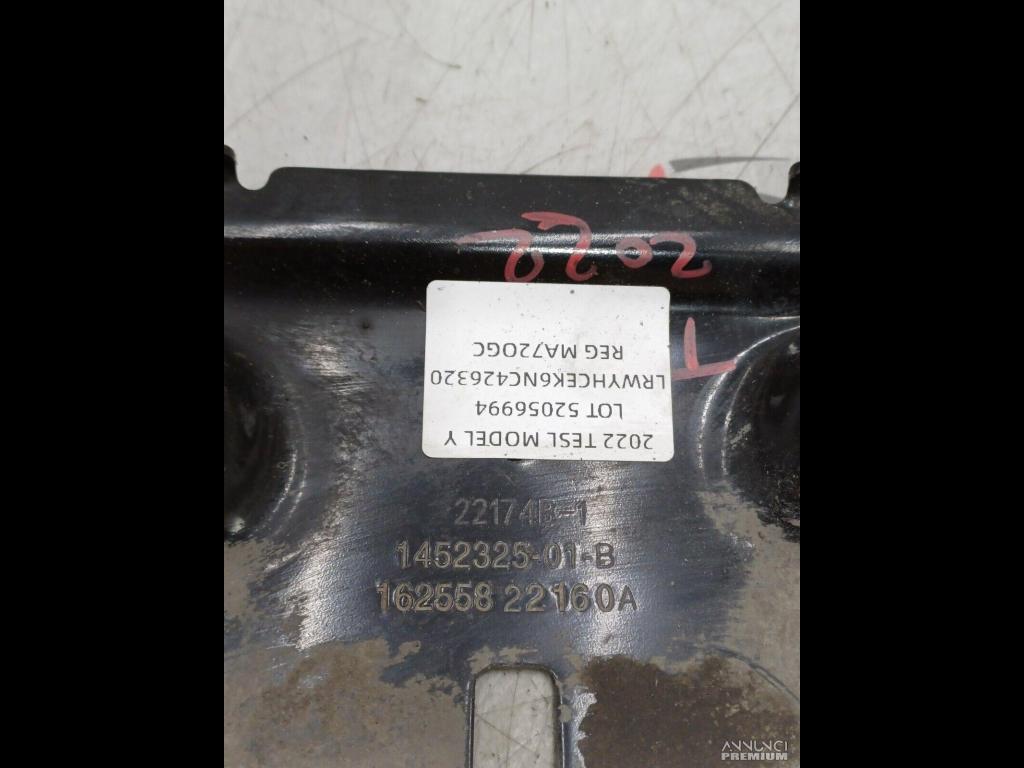 2022
2022 TESL MODEL Y
LOT 52056994
LRWYHCEK6NC426320
REG MA72OGC
22174B-1
1452325-01-B
162558 22160A
ANNUNCI
PREMIUM